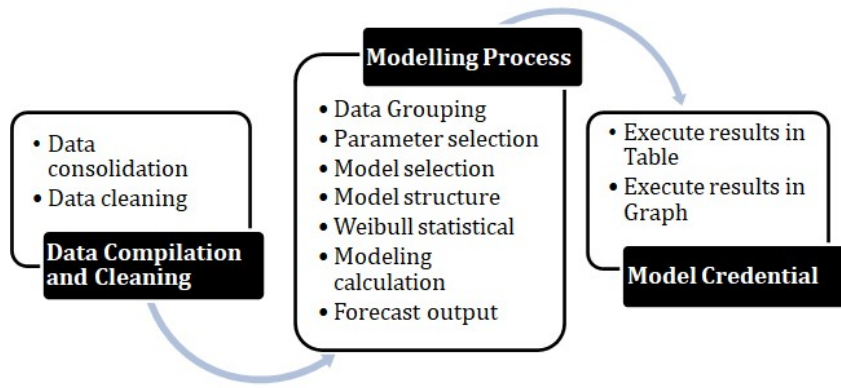 • Data
consolidation
• Data cleaning
Data Compilation
and Cleaning
Modelling Process
• Data Grouping
• Parameter selection
• Model selection
• Model structure
• Weibull statistical
• Modeling
calculation
• Forecast output
• Execute results in
Table
• Execute results in
Graph
Model Credential